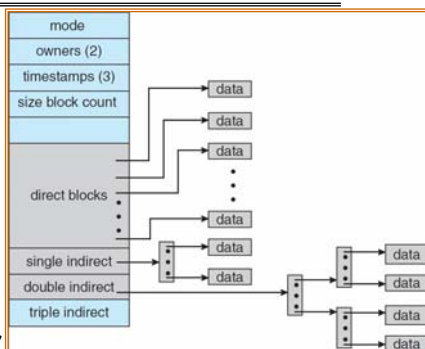 mode
owners (2)
timestamps (3)
size block count
data
data
data
direct blocks
data
data
single indirect
data
data
double indirect
data
triple indirect
data
data